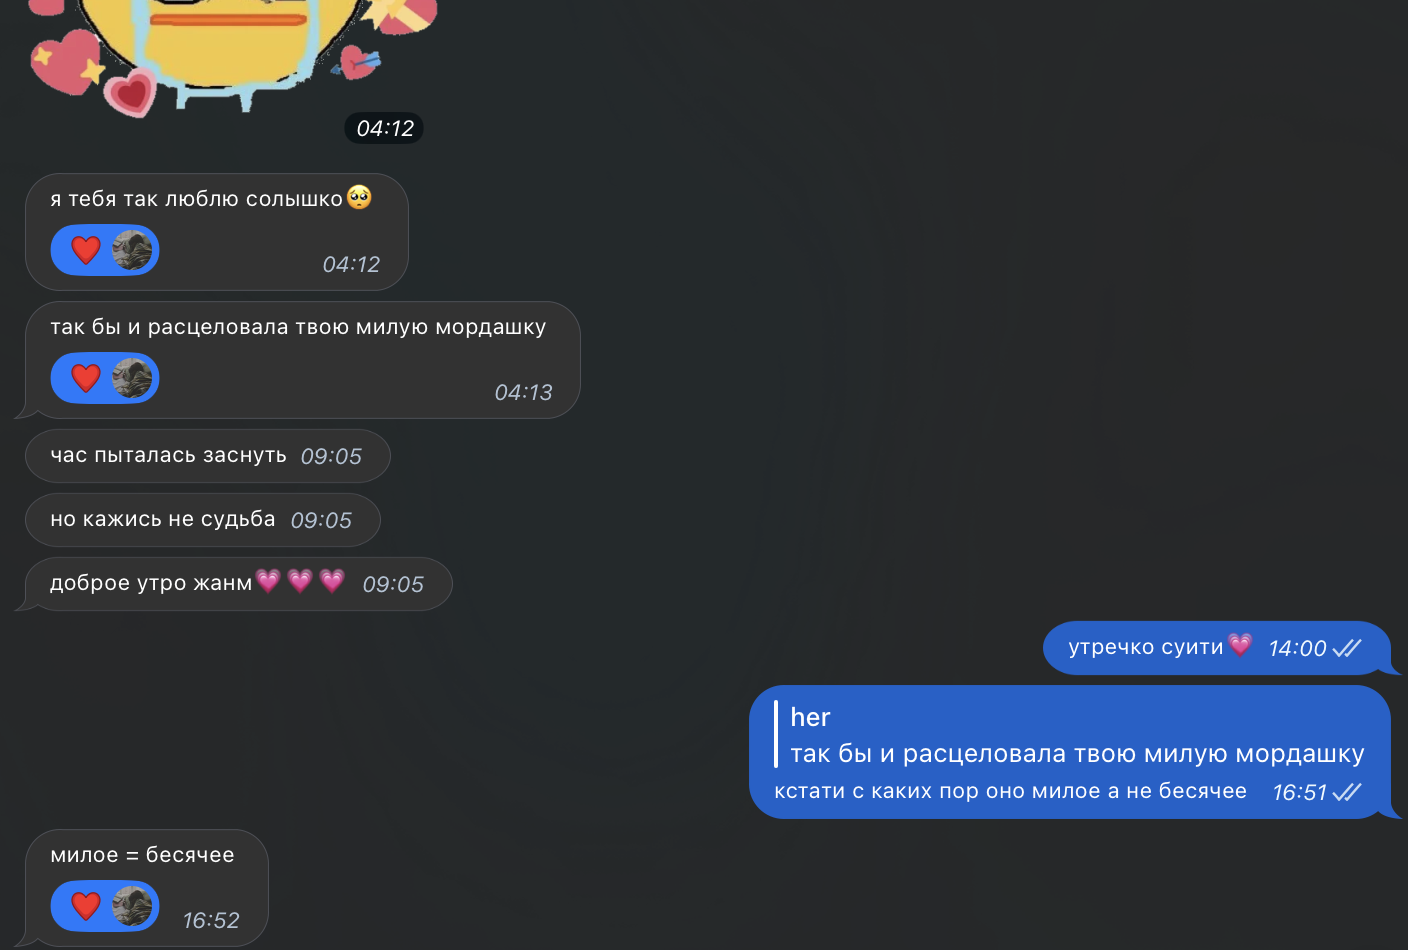 04:12
я тебя так люблю солышко🥺
04:12
так бы и расцеловала твою милую мордашку
04:13
час пыталась заснуть 09:05
но кажись не судьба 09:05
доброе утро жанм💗💗💗 09:05
утречко суити💗 14:00
her
так бы и расцеловала твою милую мордашку
кстати с каких пор оно милое а не бесячее 16:51
милое = бесячее
16:52